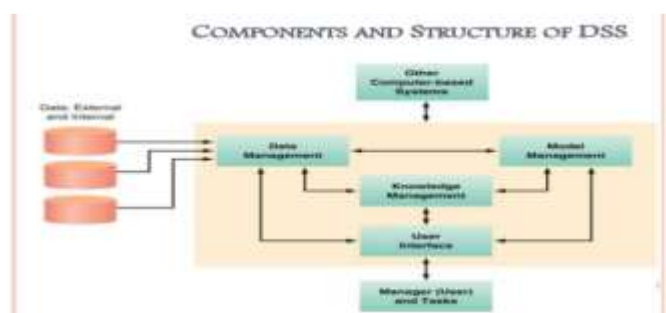 COMPONENTS AND STRUCTURE OF DSS
Other
Computer-based
Systems
Data; External
and Internal
Data
Management
Model
Management
Knowledge
Management
User
Interface
Manager (User)
and Tasks